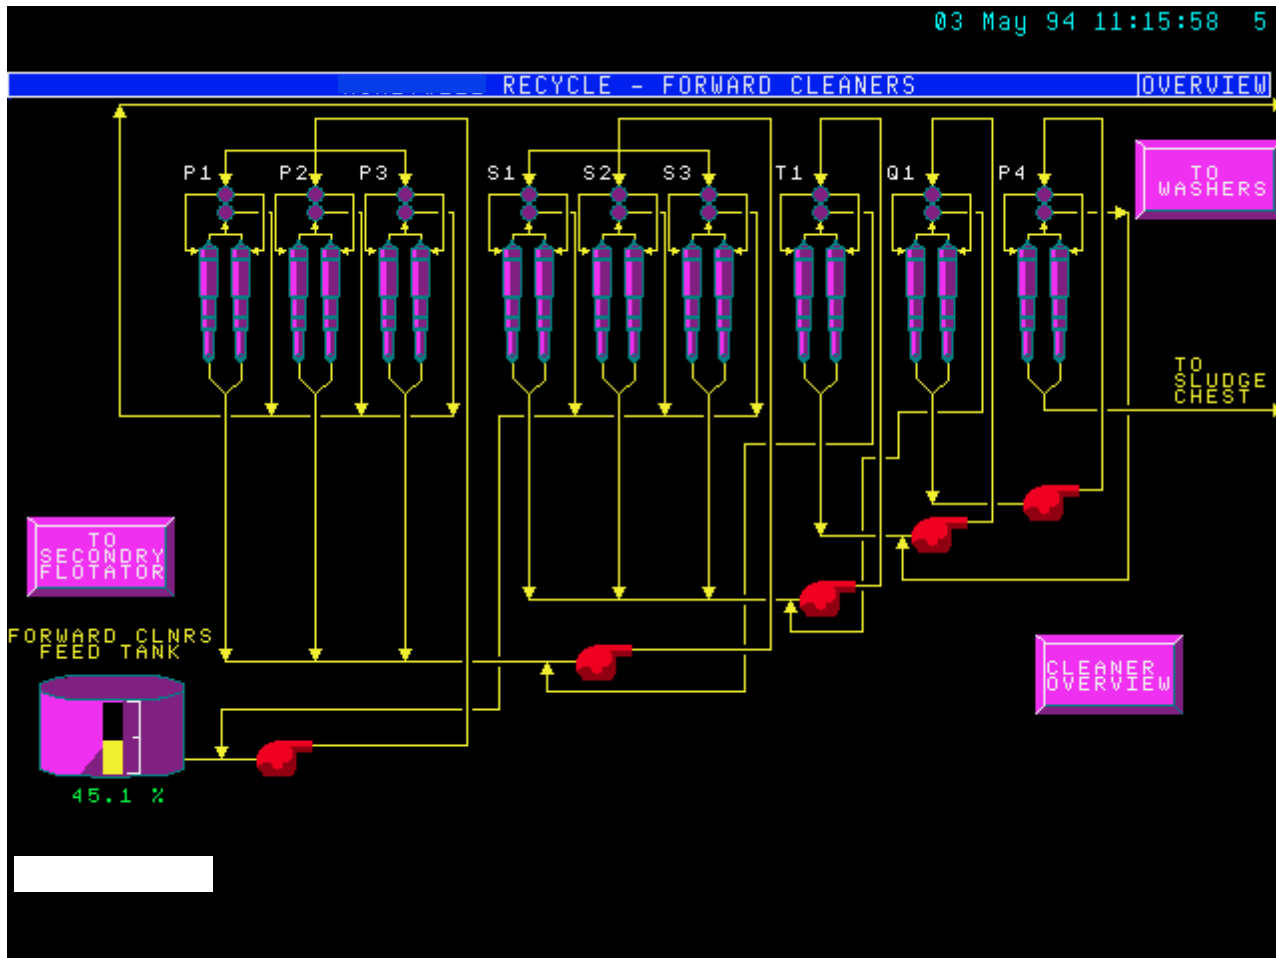 03 May 94 11:15:58 5
RECYCLE - FORWARD CLEANERS
OVERVIEW
P1 P2 P3 S1 S2 S3 T1 Q1 P4
TO
WASHERS
TO
SLUDGE
CHEST
TO
SECONDRY
FLOTATOR
FORWARD CLNRS
FEED TANK
CLEANER
OVERVIEW
45.1 %